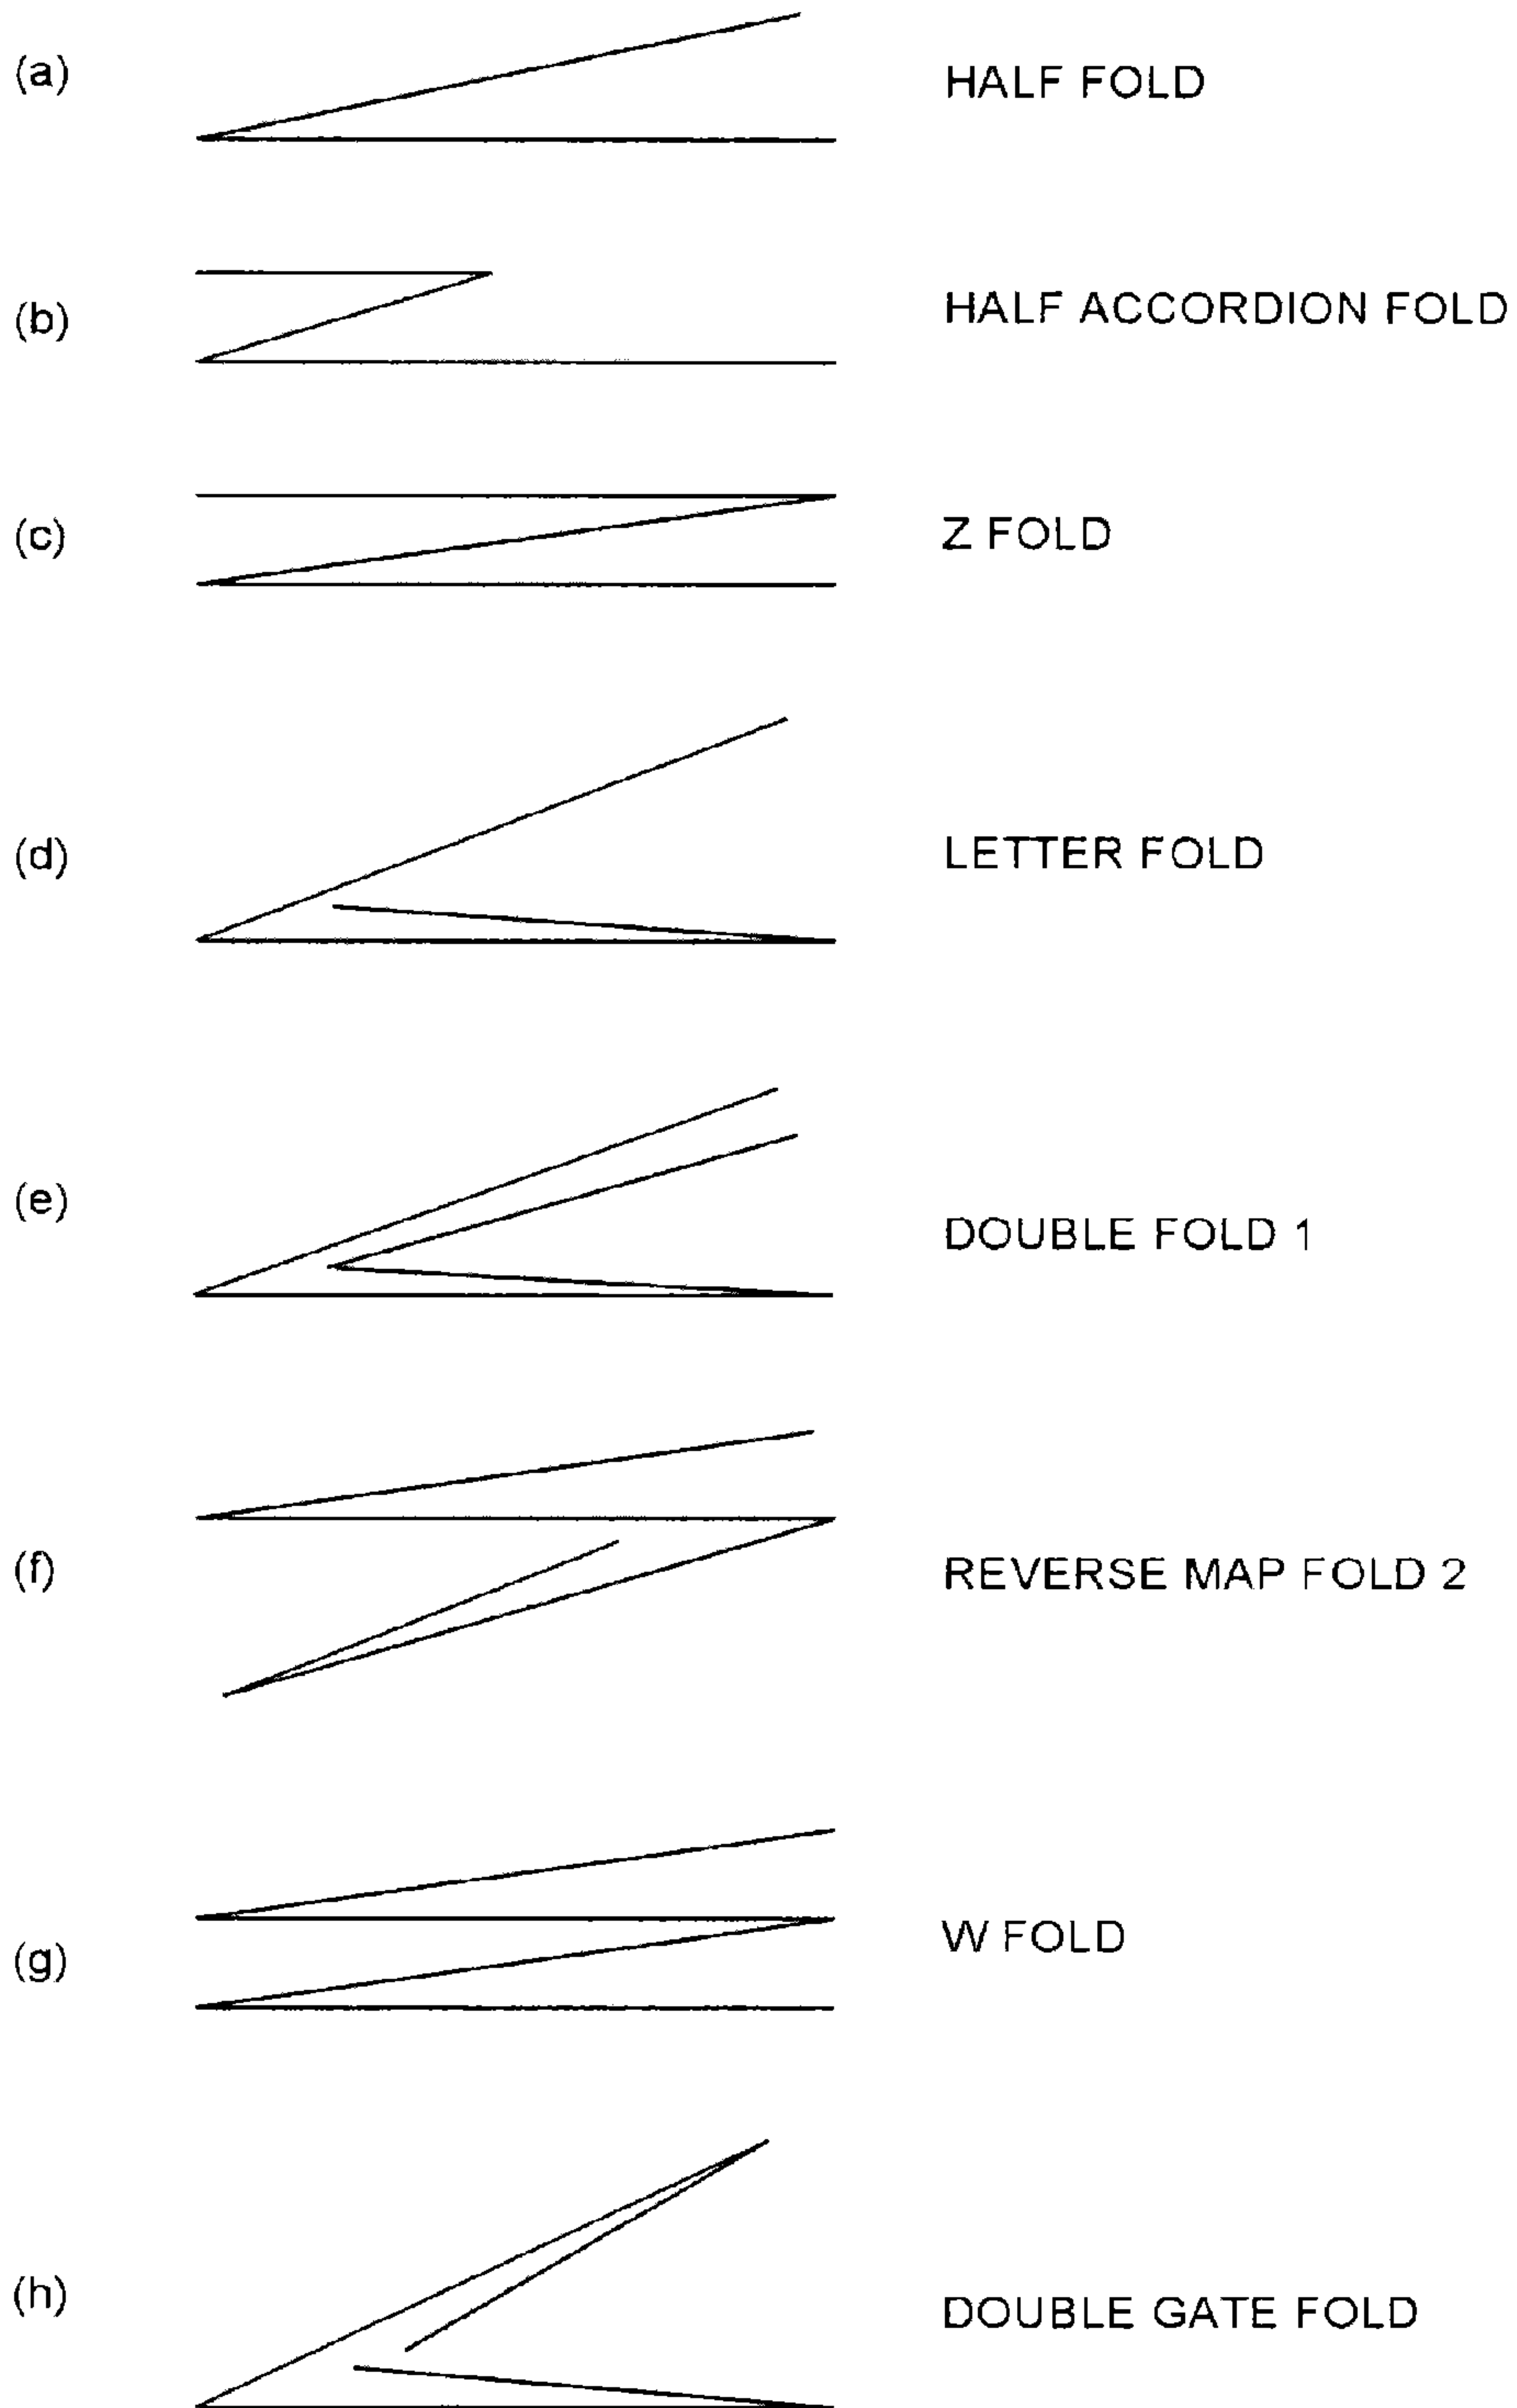 (a) HALF FOLD
(b) HALF ACCORDION FOLD
(c) Z FOLD
(d) LETTER FOLD
(e) DOUBLE FOLD 1
(f) REVERSE MAP FOLD 2
(g) W FOLD
(h) DOUBLE GATE FOLD